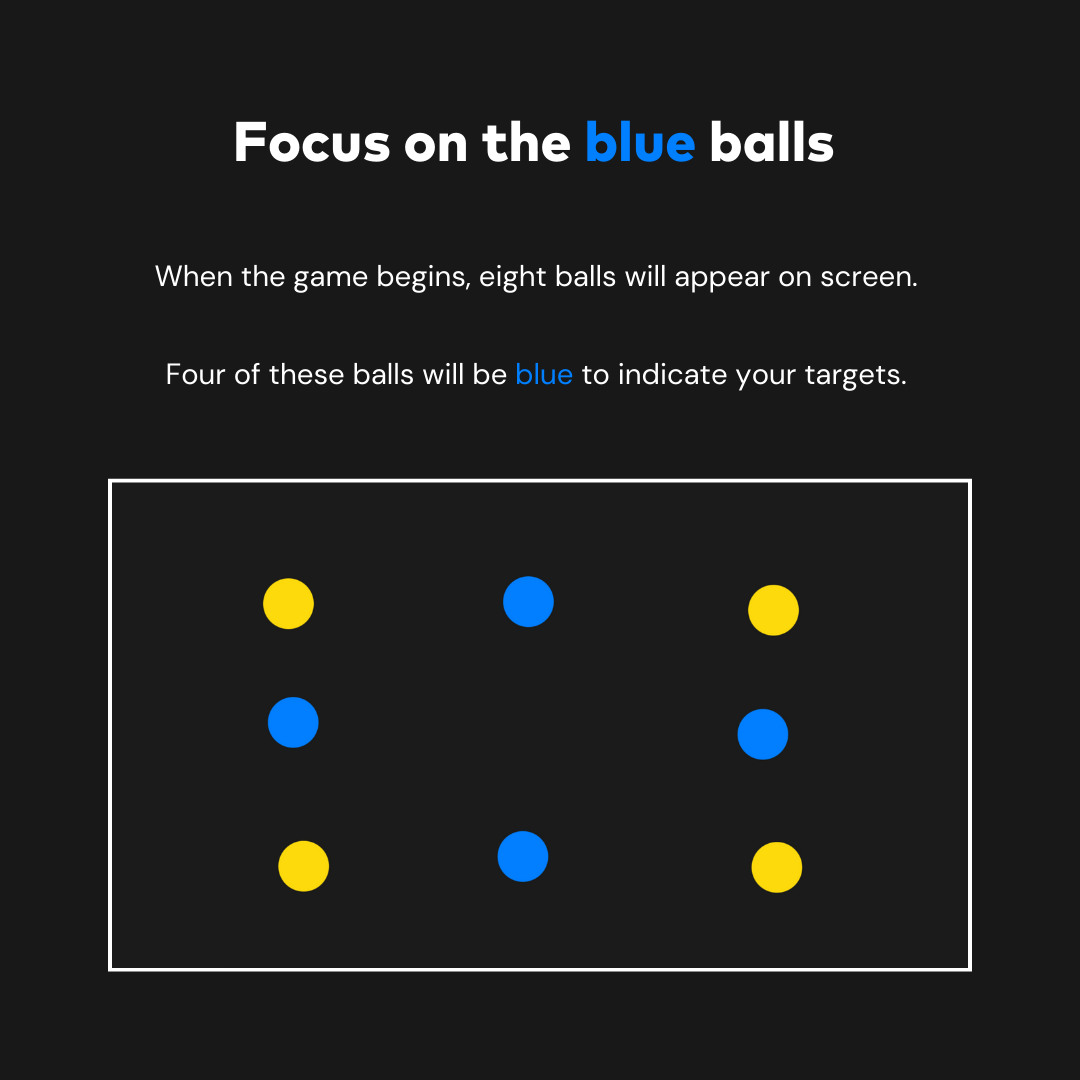 Focus on the blue balls
When the game begins, eight balls will appear on screen.
Four of these balls will be blue to indicate your targets.